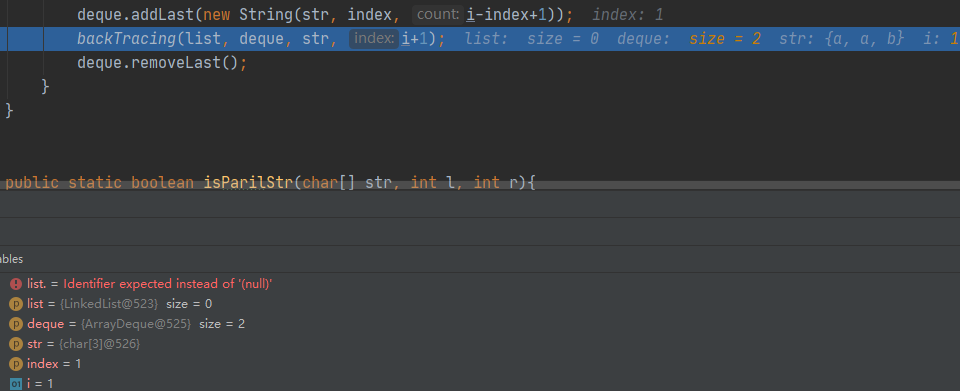 deque.addLast(new String(str, index, count: i-index+1)); index: 1
backTracing(list, deque, str, index: i+1); list: size = 0 deque: size = 2 str: {a, a, b} i: 1
deque.removeLast();
}
}
public static boolean isParilStr(char[] str, int l, int r){
ables
list. = Identifier expected instead of '(null)'
p list = {LinkedList@523} size = 0
p deque = {ArrayDeque@525} size = 2
p str = {char[3]@526}
p index = 1
01 i = 1